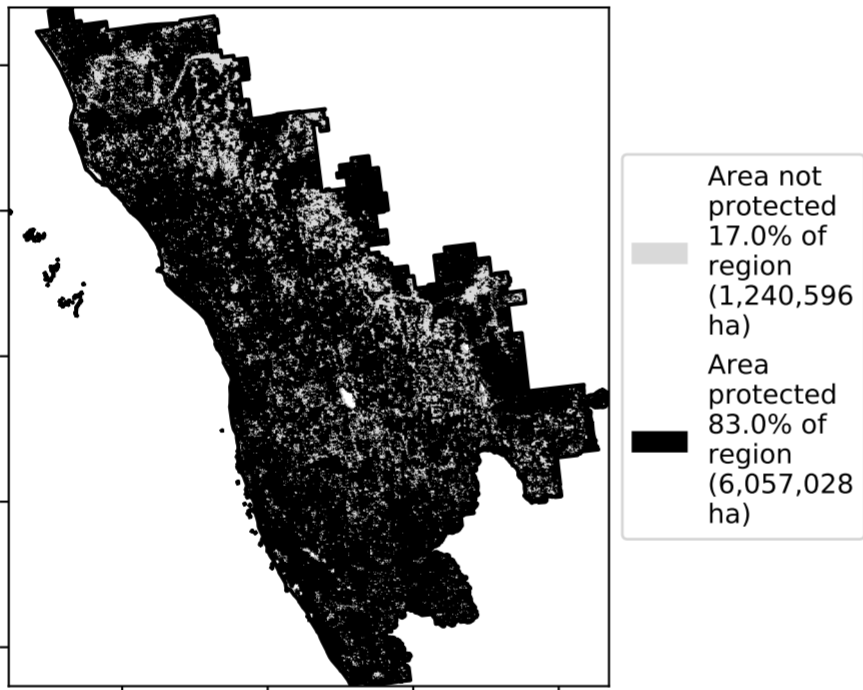 Area not
protected
17.0% of
region
(1,240,596
ha)
Area
protected
83.0% of
region
(6,057,028
ha)